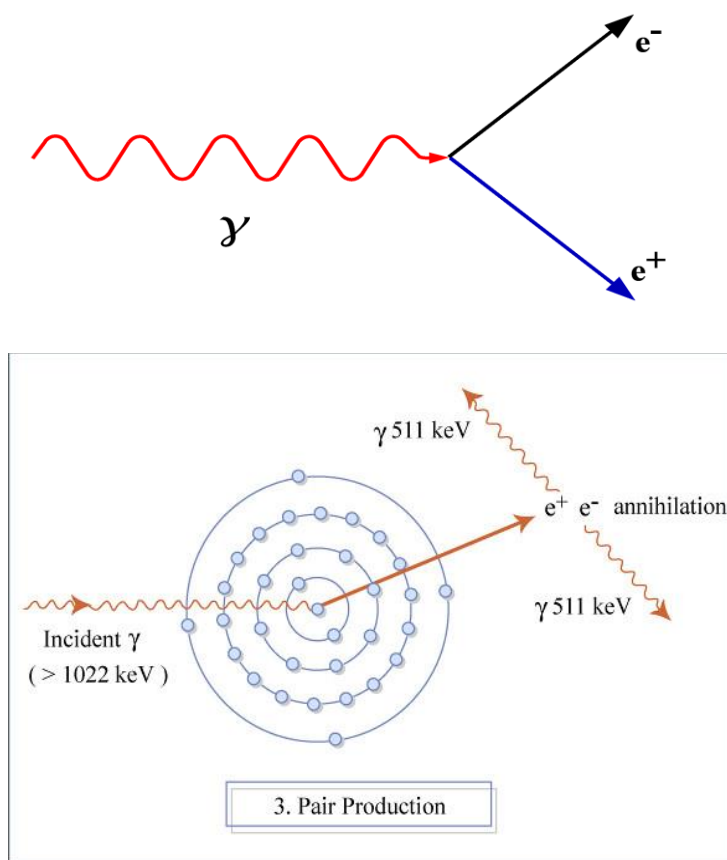 e⁻
γ
e⁺
γ 511 keV
e⁺ e⁻ annihilation
γ 511 keV
Incident γ
( > 1022 keV )
3. Pair Production